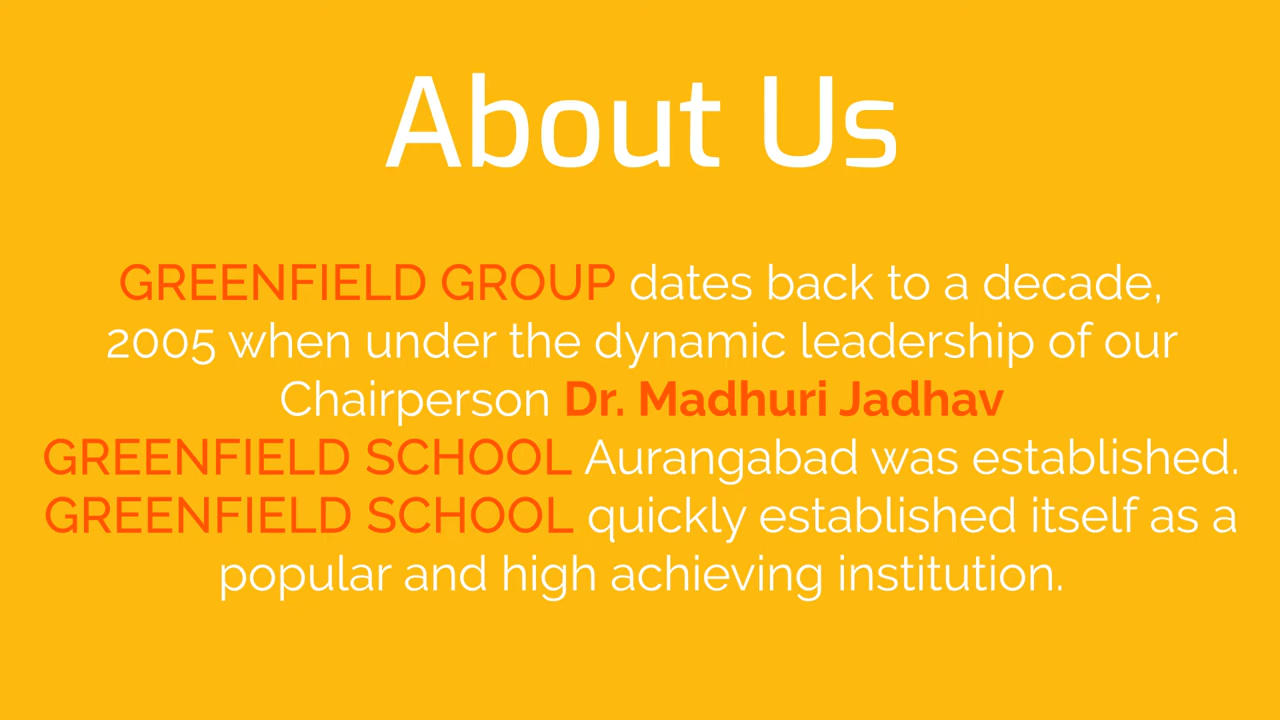 About Us
GREENFIELD GROUP dates back to a decade,
2005 when under the dynamic leadership of our
Chairperson Dr. Madhuri Jadhav
GREENFIELD SCHOOL Aurangabad was established.
GREENFIELD SCHOOL quickly established itself as a
popular and high achieving institution.